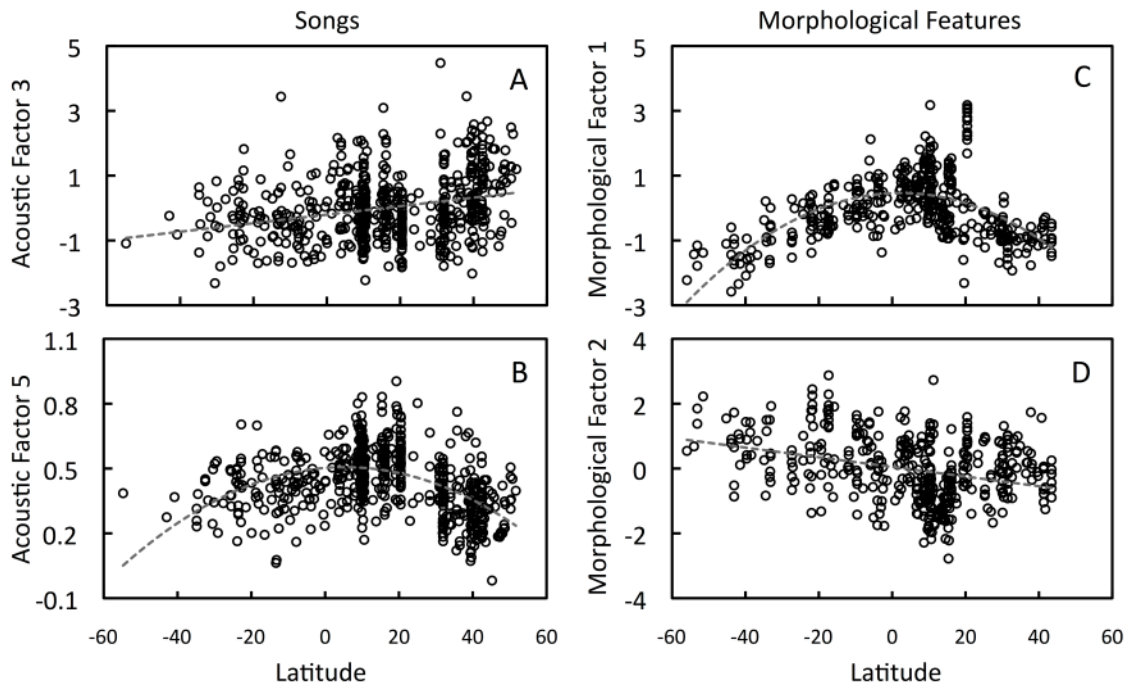 Songs
Morphological Features
Acoustic Factor 3
5
3
1
-1
-3
A
Morphological Factor 1
5
3
1
-1
-3
C
Acoustic Factor 5
1.1
0.8
0.5
0.2
-0.1
B
-60 -40 -20 0 20 40 60
Latitude
Morphological Factor 2
4
2
0
-2
-4
D
-60 -40 -20 0 20 40 60
Latitude